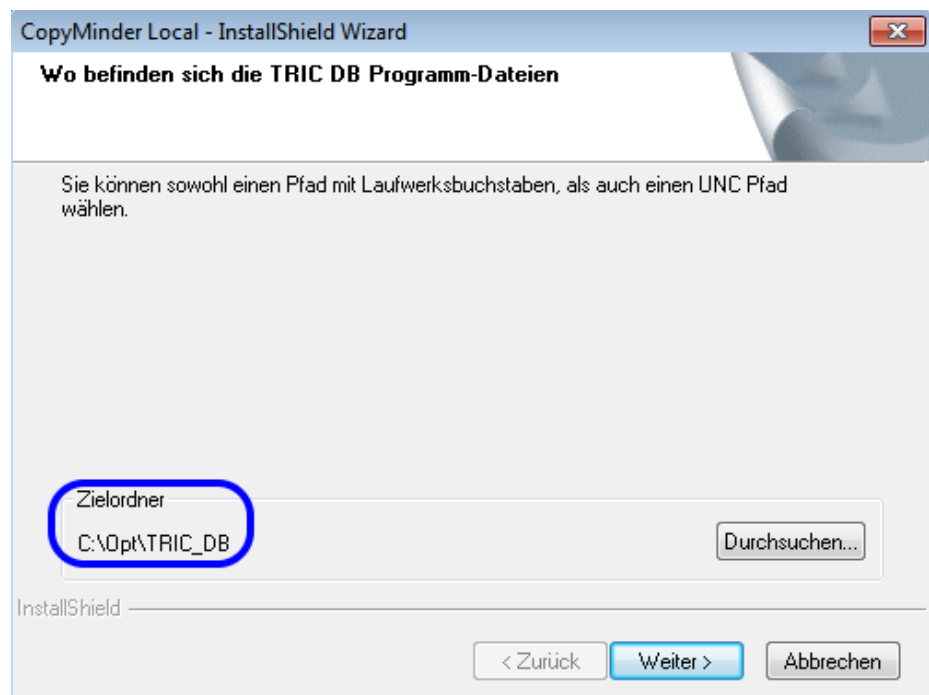 CopyMinder Local - InstallShield Wizard
Wo befinden sich die TRIC DB Programm-Dateien
Sie können sowohl einen Pfad mit Laufwerksbuchstaben, als auch einen UNC Pfad
wählen.
Zielordner
C:\Opt\TRIC_DB
Durchsuchen...
InstallShield
< Zurück
Weiter >
Abbrechen